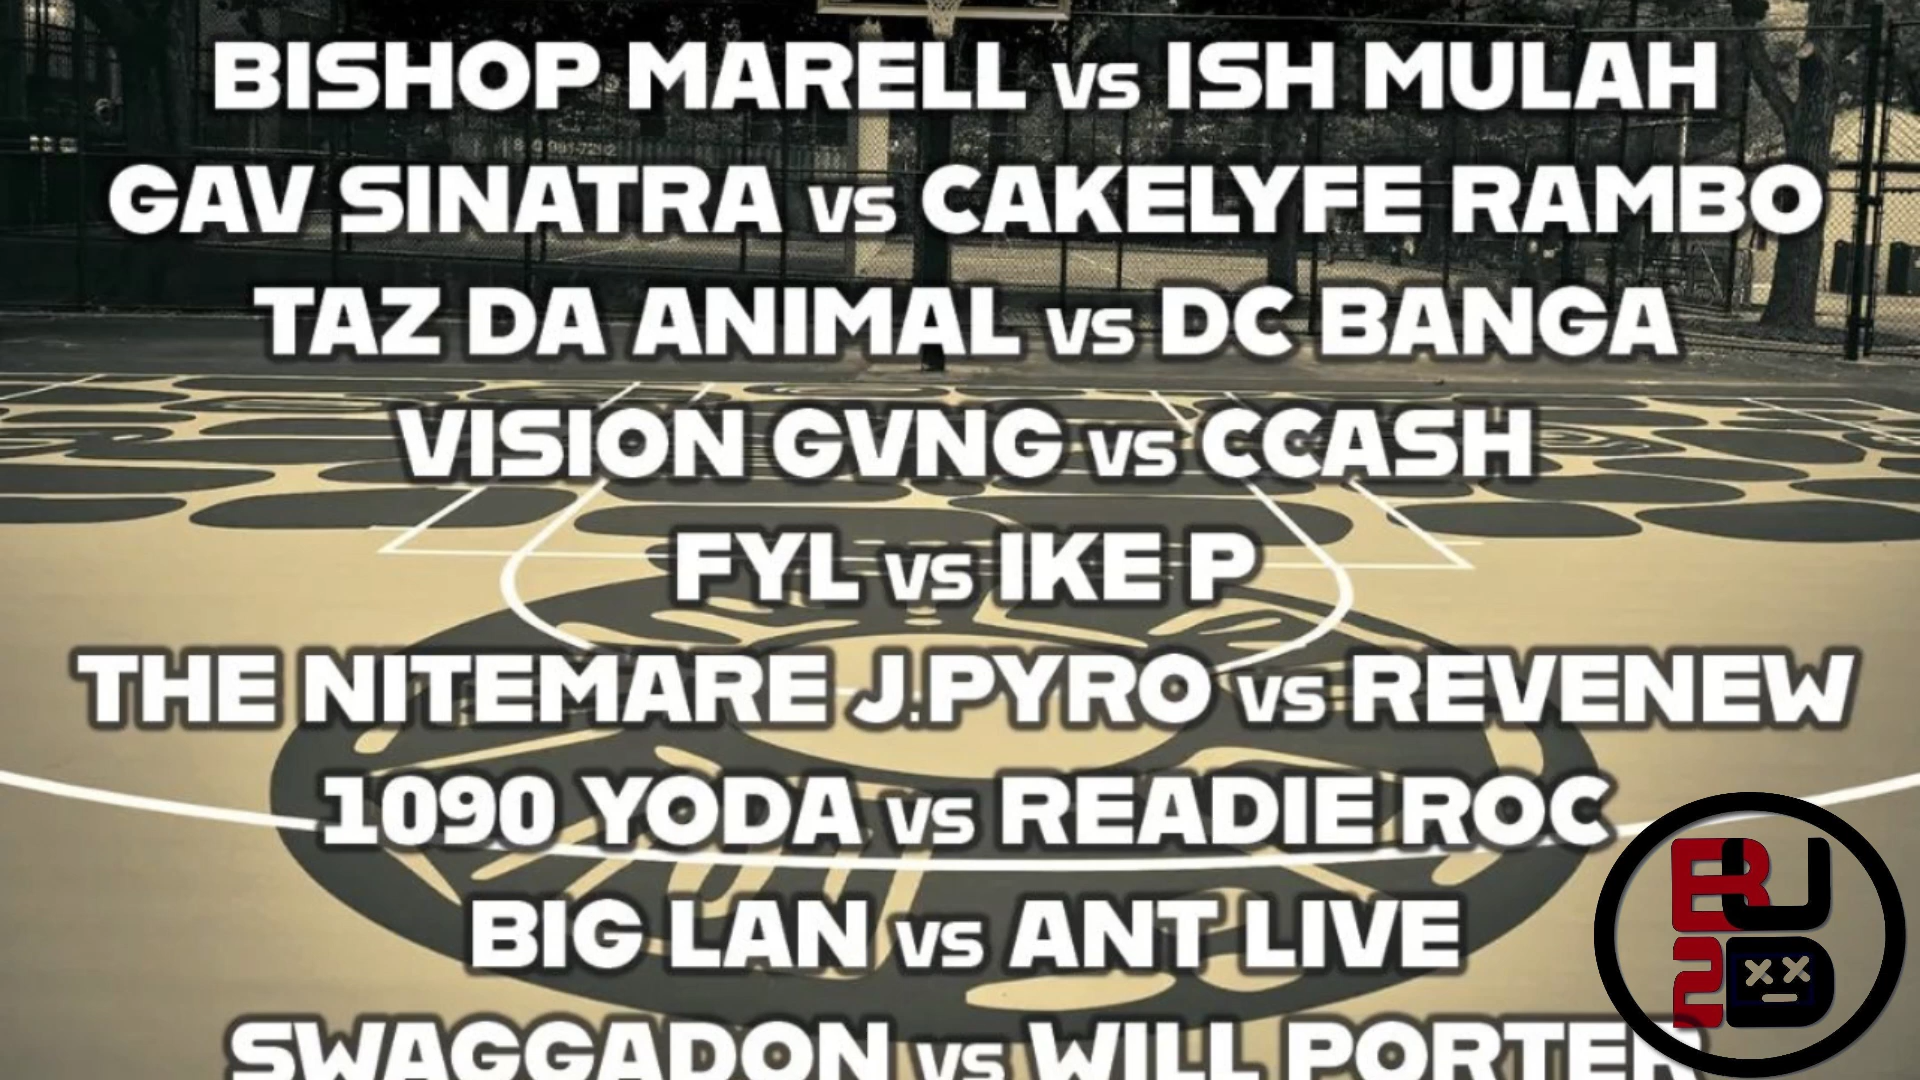 BISHOP MARELL VS ISH MULAH
GAV SINATRA VS CAKELYFE RAMBO
TAZ DA ANIMAL VS DC BANGA
VISION GVNG VS CCASH
FYL VS IKE P
THE NITEMARE J.PYRO VS REVENEW
1090 YODA VS READIE ROC
BIG LAN VS ANT LIVE
SWAGGADON VS WILL PORTER